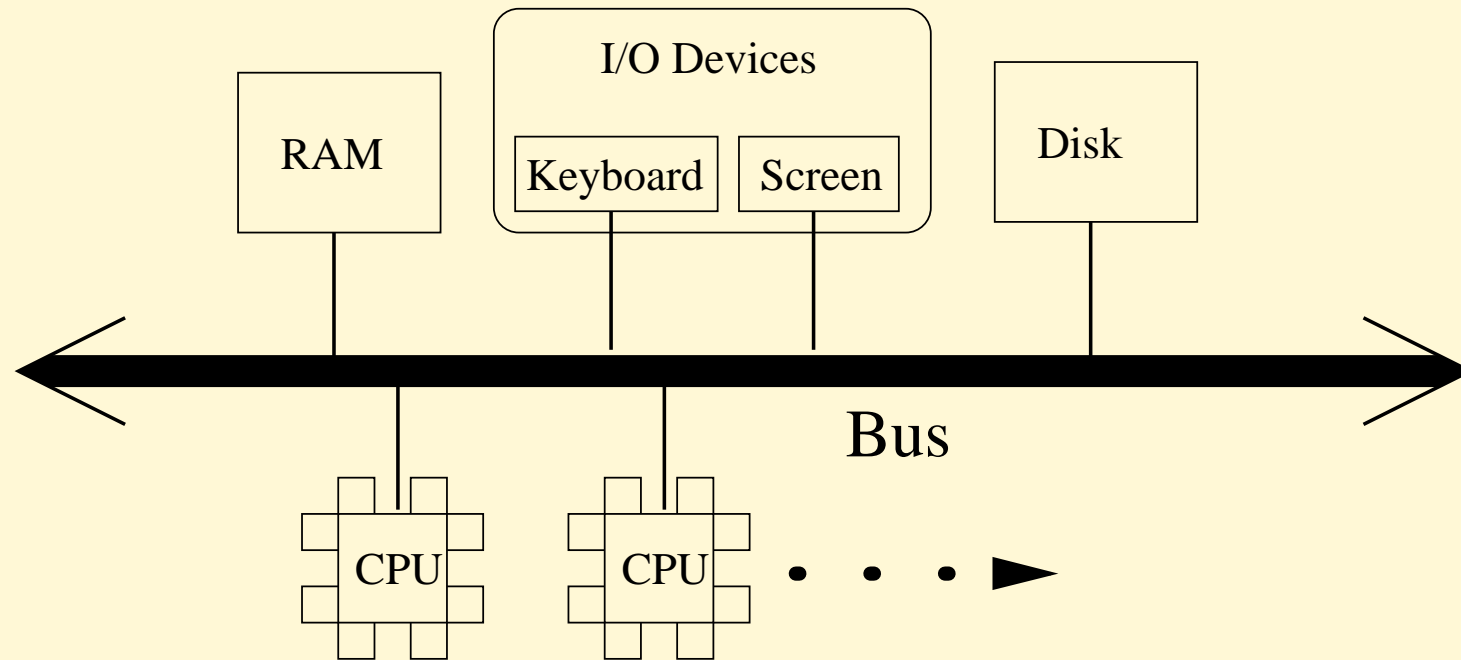 I/O Devices
RAM
Keyboard
Screen
Disk
Bus
CPU
CPU